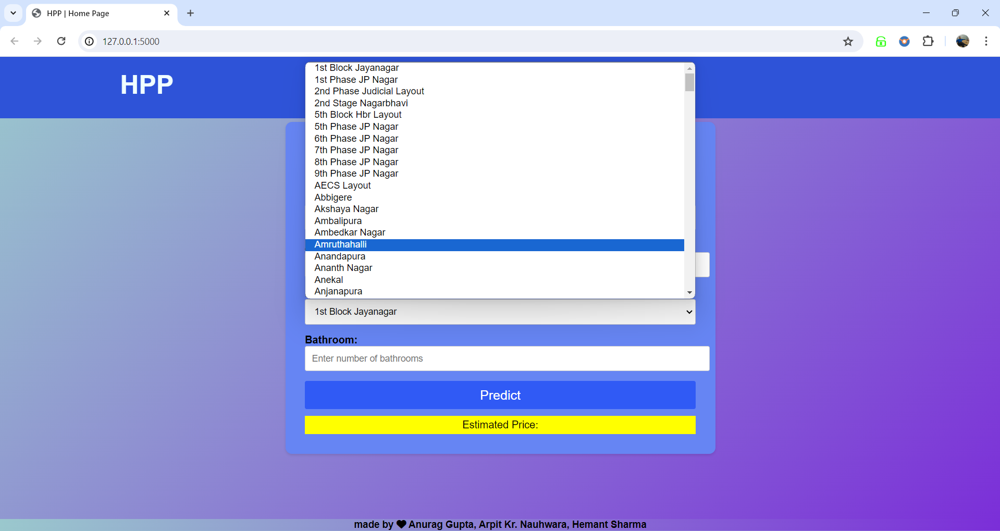 HPP | Home Page
127.0.0.1:5000
HPP
1st Block Jayanagar
1st Phase JP Nagar
2nd Phase Judicial Layout
2nd Stage Nagarbhavi
5th Block Hbr Layout
5th Phase JP Nagar
6th Phase JP Nagar
7th Phase JP Nagar
8th Phase JP Nagar
9th Phase JP Nagar
AECS Layout
Abbigere
Akshaya Nagar
Ambalipura
Ambedkar Nagar
Amruthahalli
Anandapura
Ananth Nagar
Anekal
Anjanapura
1st Block Jayanagar
Bathroom:
Enter number of bathrooms
Predict
Estimated Price:
made by ❤ Anurag Gupta, Arpit Kr. Nauhwara, Hemant Sharma